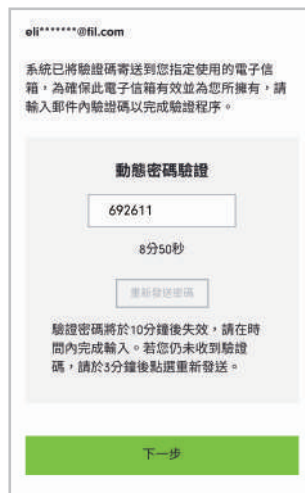 eli*******@fil.com
系統已將驗證碼寄送到您指定使用的電子信
箱，為確保此電子信箱有效並為您所擁有，請
輸入郵件內驗證碼以完成驗證程序。
動態密碼驗證
692611
8分50秒
重新發送密碼
驗證密碼將於10分鐘後失效，請在時
間內完成輸入。若您仍未收到驗證
碼，請於3分鐘後點選重新發送。
下一步